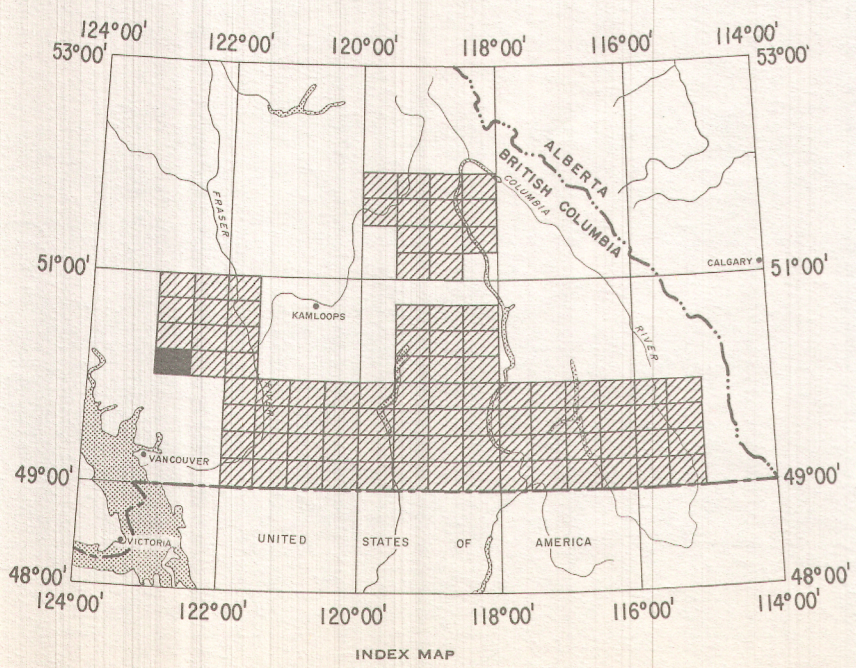 124°00'
122°00'
120°00'
118°00'
116°00'
114°00'
53°00'
53°00'
ALBERTA
BRITISH COLUMBIA
COLUMBIA
FRASER
51°00'
CALGARY
51°00'
KAMLOOPS
RIVER
RIVER
VANCOUVER
49°00'
49°00'
VICTORIA
UNITED STATES OF AMERICA
48°00'
48°00'
124°00'
122°00'
120°00'
118°00'
116°00'
114°00'
INDEX MAP